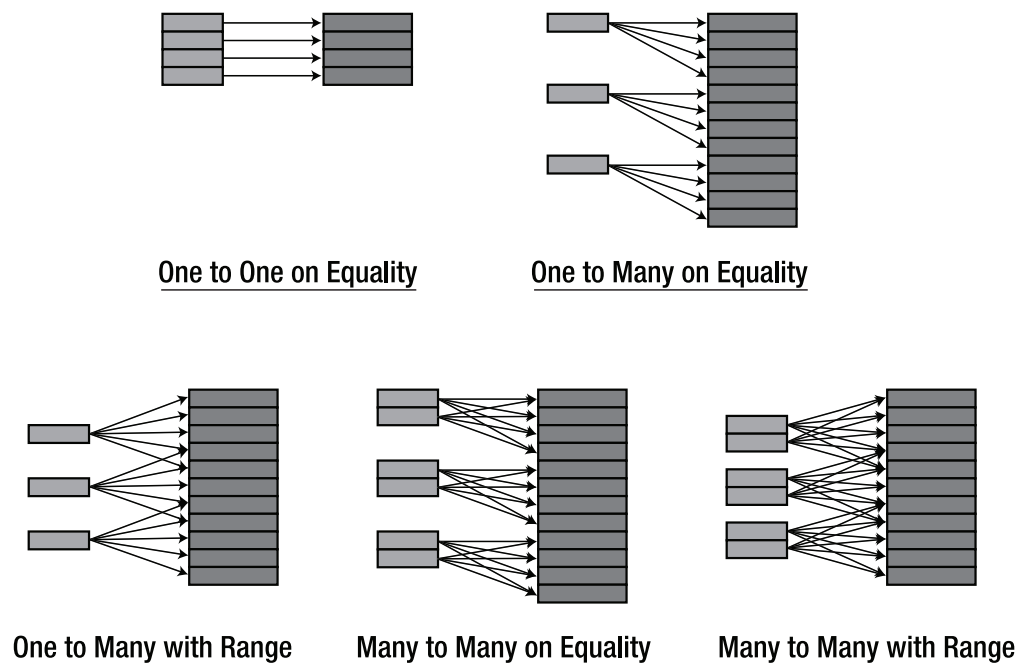 One to One on Equality
One to Many on Equality
One to Many with Range
Many to Many on Equality
Many to Many with Range